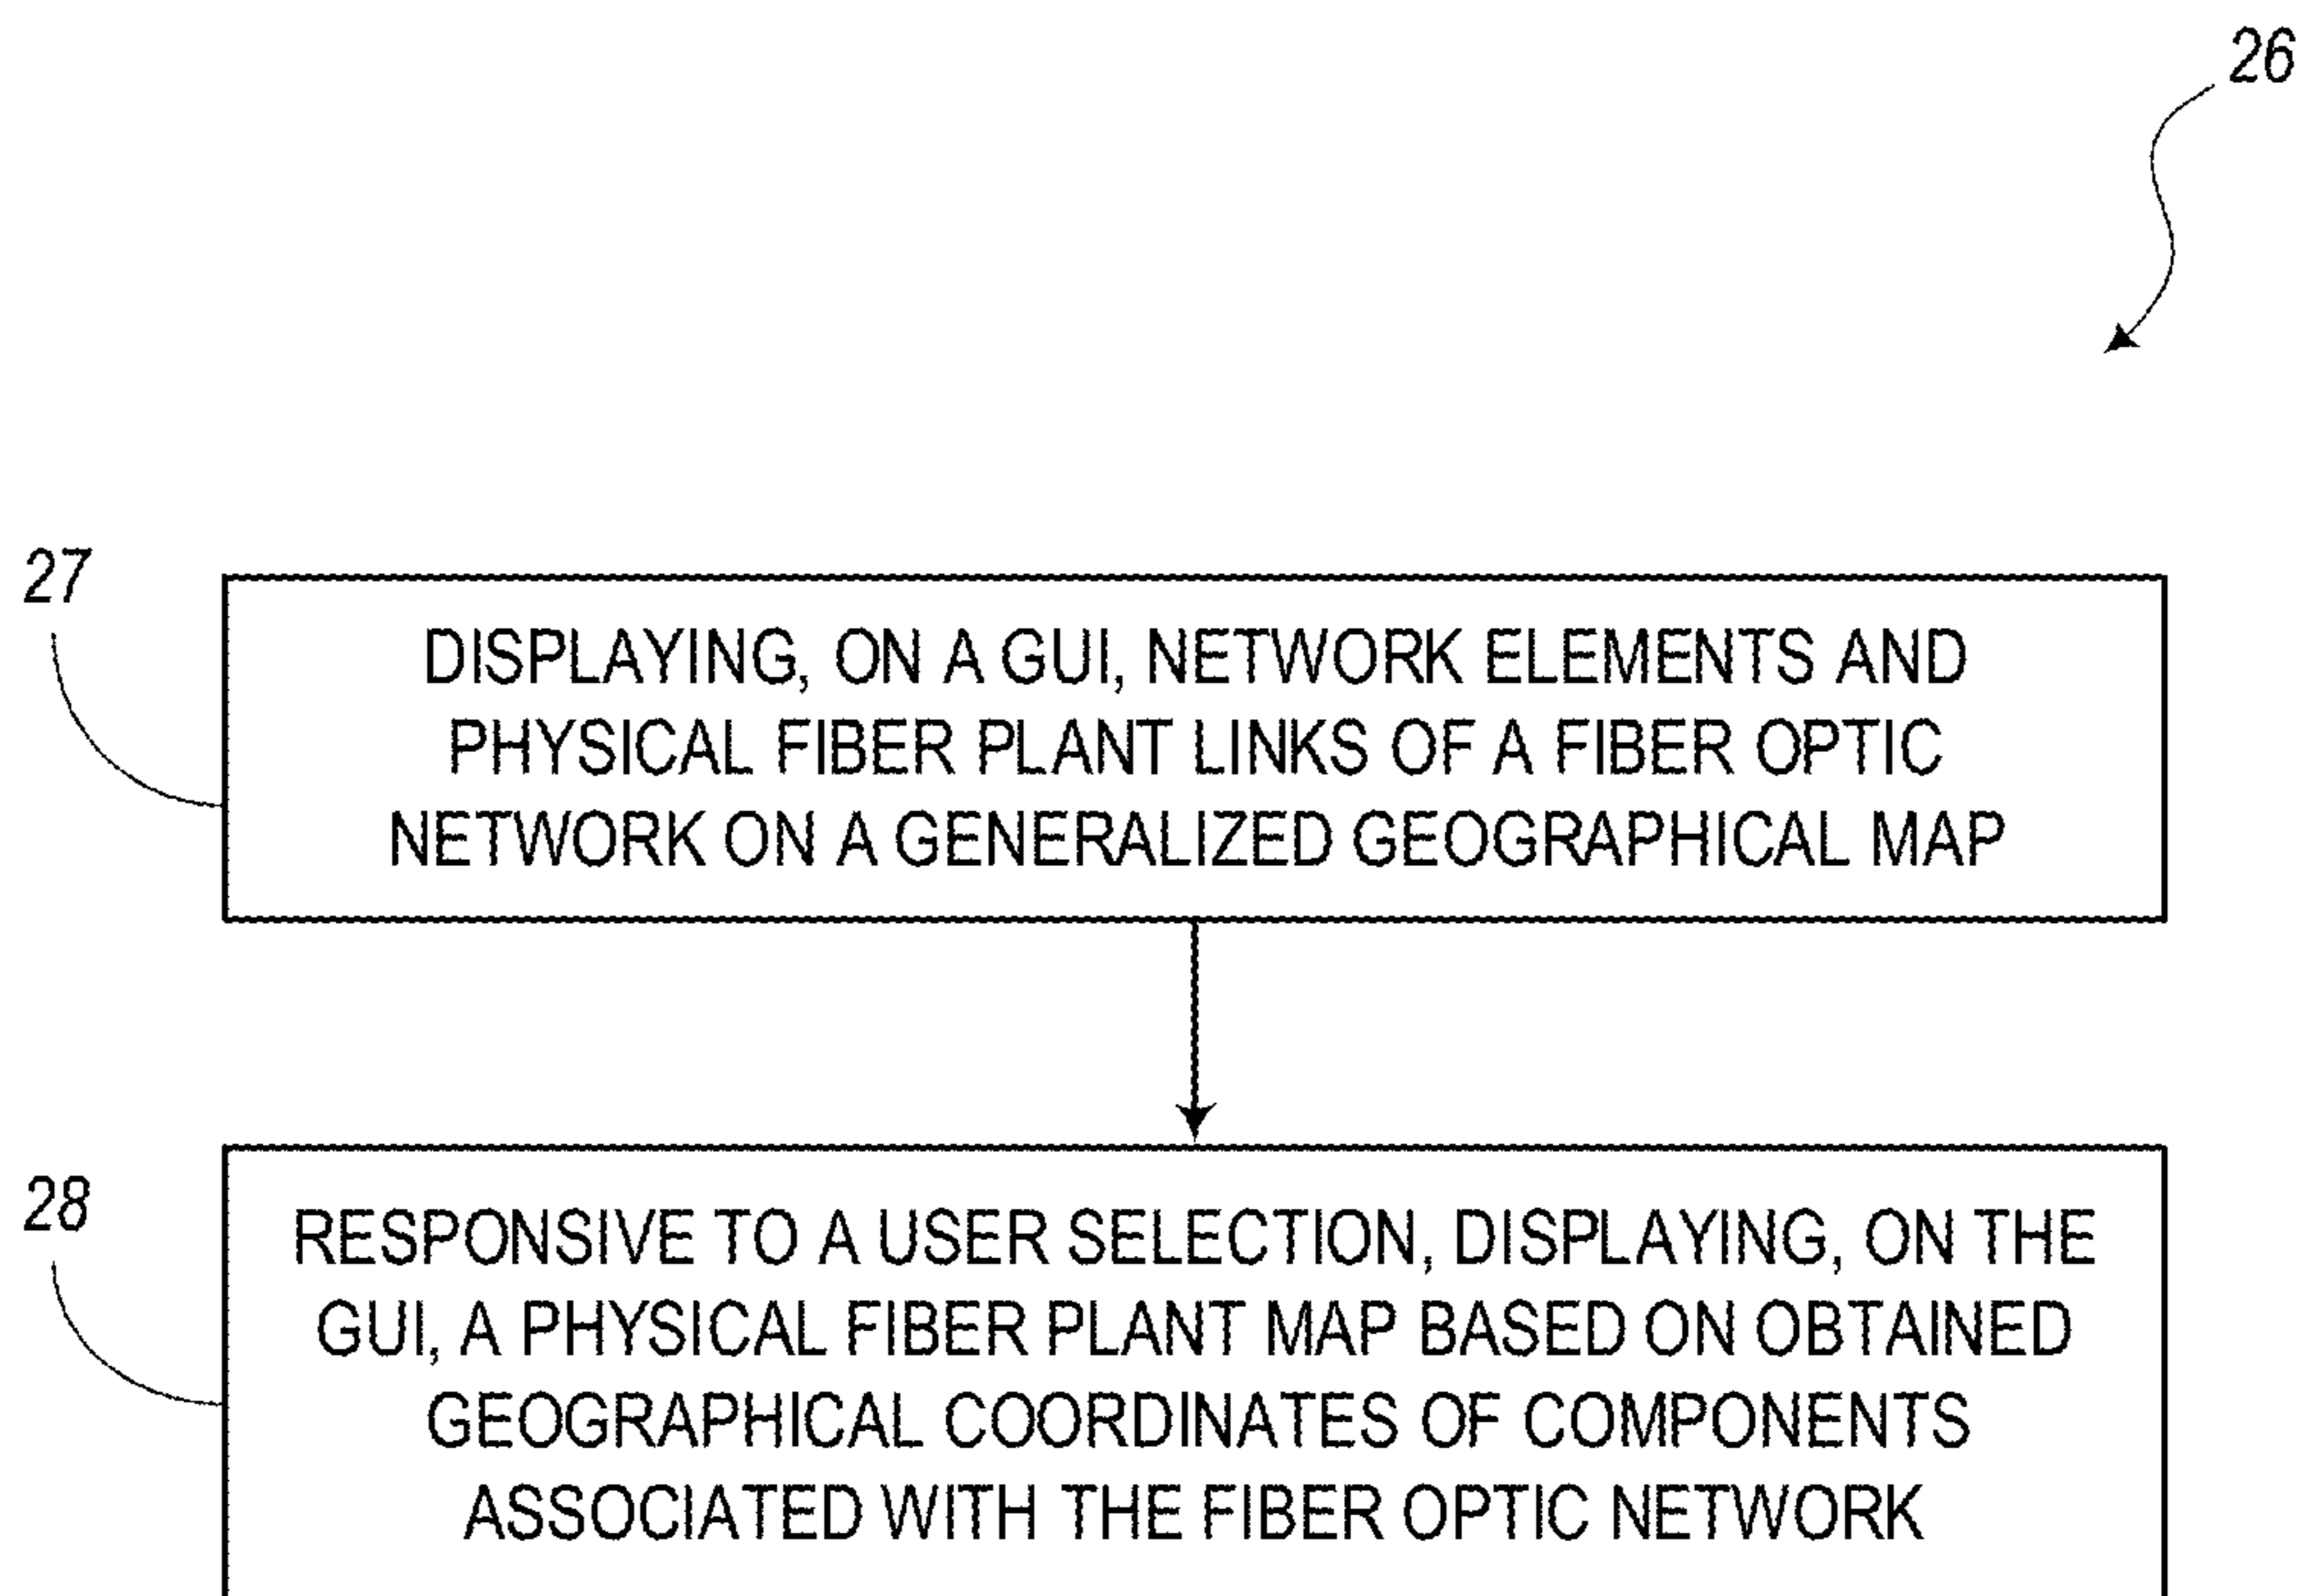 26
27
DISPLAYING, ON A GUI, NETWORK ELEMENTS AND
PHYSICAL FIBER PLANT LINKS OF A FIBER OPTIC
NETWORK ON A GENERALIZED GEOGRAPHICAL MAP
28
RESPONSIVE TO A USER SELECTION, DISPLAYING, ON THE
GUI, A PHYSICAL FIBER PLANT MAP BASED ON OBTAINED
GEOGRAPHICAL COORDINATES OF COMPONENTS
ASSOCIATED WITH THE FIBER OPTIC NETWORK